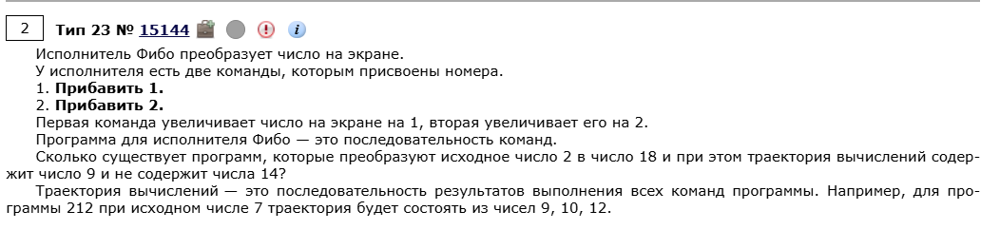 2 Тип 23 № 15144 i
Исполнитель Фибо преобразует число на экране.
У исполнителя есть две команды, которым присвоены номера.
1. Прибавить 1.
2. Прибавить 2.
Первая команда увеличивает число на экране на 1, вторая увеличивает его на 2.
Программа для исполнителя Фибо — это последовательность команд.
Сколько существует программ, которые преобразуют исходное число 2 в число 18 и при этом траектория вычислений содер-
жит число 9 и не содержит числа 14?
Траектория вычислений — это последовательность результатов выполнения всех команд программы. Например, для про-
граммы 212 при исходном числе 7 траектория будет состоять из чисел 9, 10, 12.